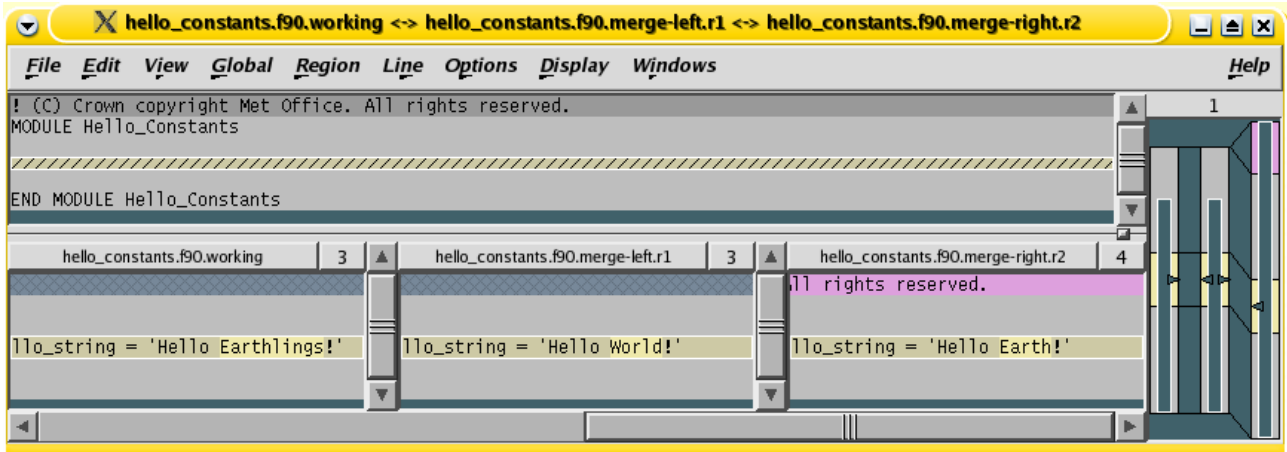 hello_constants.f90.working <-> hello_constants.f90.merge-left.r1 <-> hello_constants.f90.merge-right.r2
File Edit View Global Region Line Options Display Windows Help
! (C) Crown copyright Met Office. All rights reserved.
1
MODULE Hello_Constants
END MODULE Hello_Constants
hello_constants.f90.working 3 hello_constants.f90.merge-left.r1 3 hello_constants.f90.merge-right.r2 4
ll rights reserved.
llo_string = 'Hello Earthlings!' llo_string = 'Hello World!' llo_string = 'Hello Earth!'